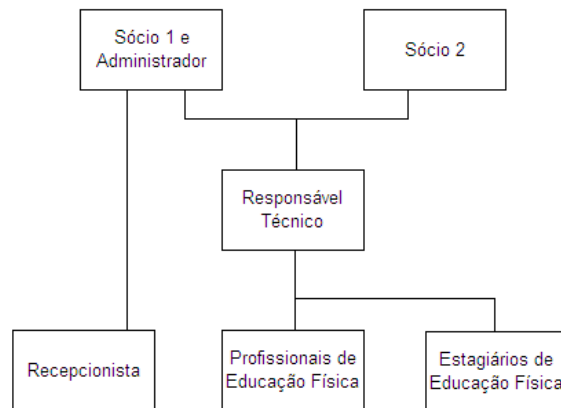 Sócio 1 e
Administrador
Sócio 2
Responsável
Técnico
Recepcionista
Profissionais de
Educação Física
Estagiários de
Educação Física